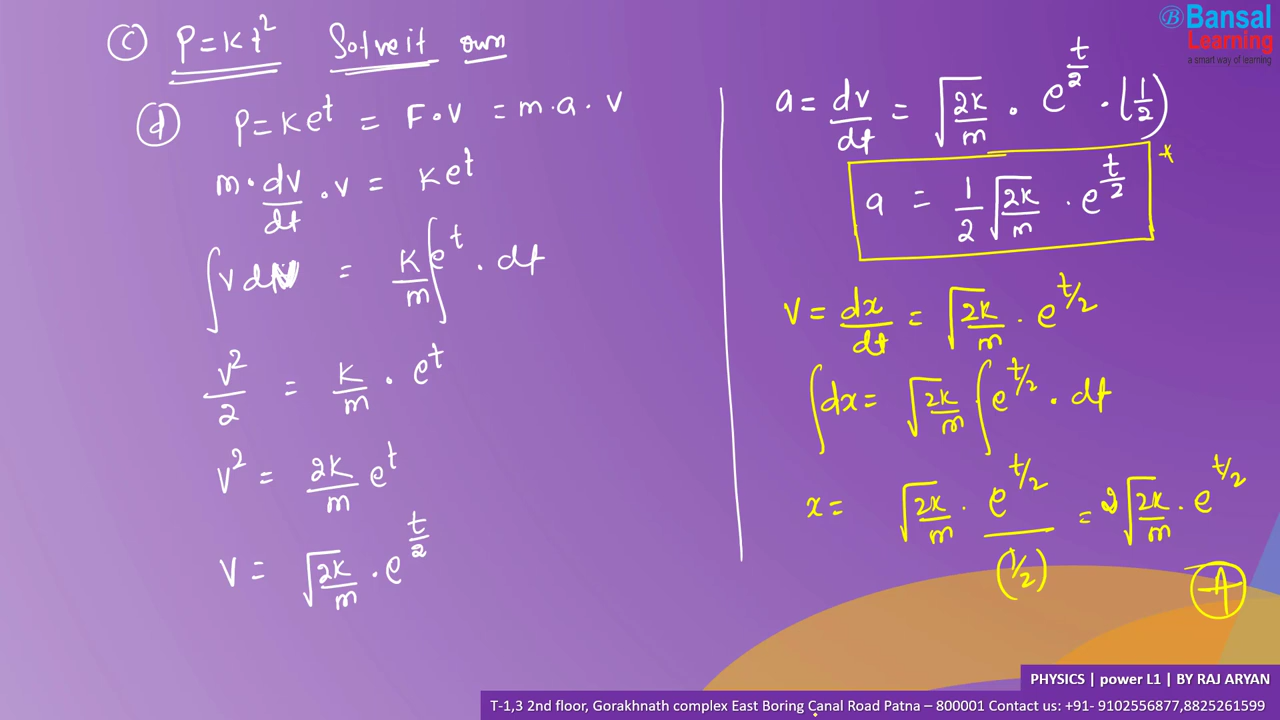 Bansal
Learning
a smart way of learning
(c) P=Kt² Solve it own
(d) P=Ke^t = F·V = m·a·v
m·dv/dt·v = Ke^t
∫v dv = K/m ∫e^t · dt
v²/2 = K/m · e^t
v² = 2K/m e^t
v = √(2K/m) · e^(t/2)
a = dv/dt = √(2K/m) · e^(t/2) · (1/2)
a = 1/2 √(2K/m) · e^(t/2) *
v = dx/dt = √(2K/m) · e^(t/2)
∫dx = √(2K/m) ∫e^(t/2) · dt
x = √(2K/m) · e^(t/2)/(1/2) = 2√(2K/m) · e^(t/2)
A
PHYSICS | power L1 | BY RAJ ARYAN
T-1,3 2nd floor, Gorakhnath complex East Boring Canal Road Patna – 800001 Contact us: +91- 9102556877,8825261599